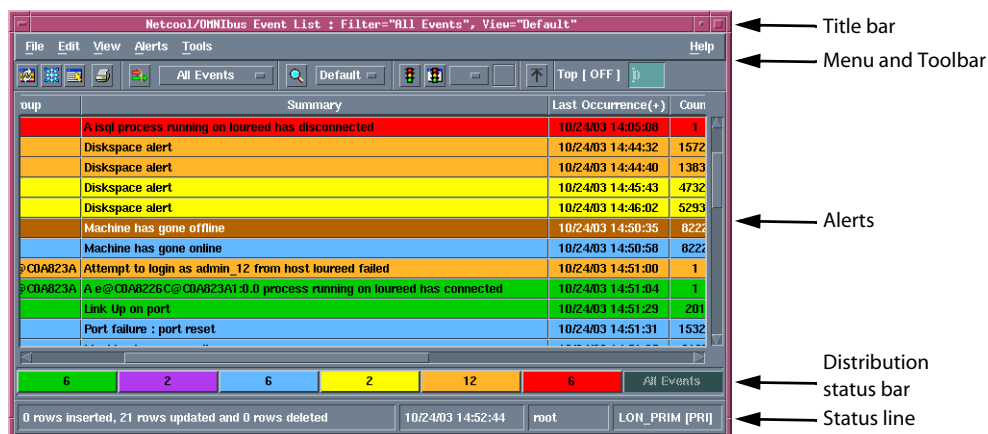 Netcool/OMNIbus Event List : Filter="All Events", View="Default"
Title bar
File Edit View Alerts Tools Help
Menu and Toolbar
All Events Default Top [ OFF ] 0
oup Summary Last Occurrence(+) Coun
A isql process running on loureed has disconnected 10/24/03 14:05:08 1
Diskspace alert 10/24/03 14:44:32 1572
Diskspace alert 10/24/03 14:44:40 1383
Diskspace alert 10/24/03 14:45:43 4732
Diskspace alert 10/24/03 14:46:02 5293
Machine has gone offline 10/24/03 14:50:35 8222
Alerts
Machine has gone online 10/24/03 14:50:58 8222
@C0A823A Attempt to login as admin_12 from host loureed failed 10/24/03 14:51:00 1
@C0A823A A e@C0A8226C@C0A823A1:0.0 process running on loureed has connected 10/24/03 14:51:04 1
Link Up on port 10/24/03 14:51:29 201
Port failure : port reset 10/24/03 14:51:31 1532
6 2 6 2 12 6 All Events
Distribution
status bar
0 rows inserted, 21 rows updated and 0 rows deleted 10/24/03 14:52:44 root LON_PRIM [PRI]
Status line